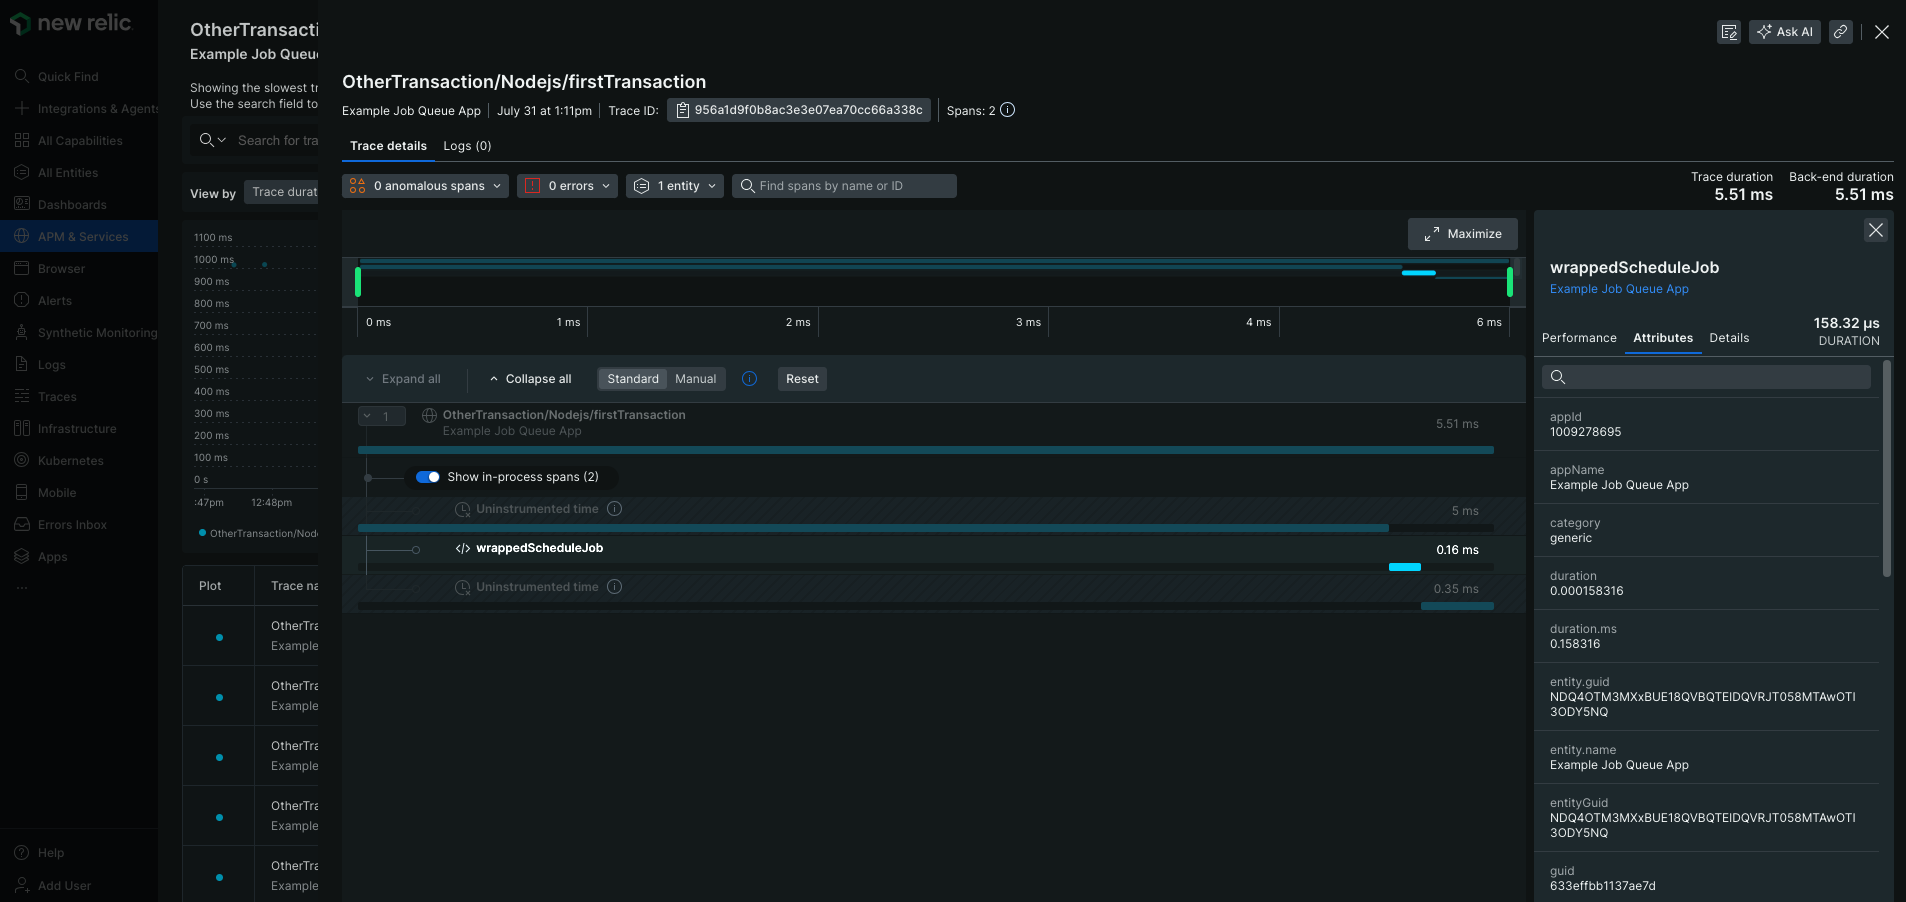 new relic
Quick Find
Integrations & Agents
All Capabilities
All Entities
Dashboards
APM & Services
Browser
Alerts
Synthetic Monitoring
Logs
Traces
Infrastructure
Kubernetes
Mobile
Errors Inbox
Apps
...
Help
Add User
OtherTransacti
Example Job Queue
Showing the slowest tr
Use the search field to
Search for tra
View by
Trace durat
1100 ms
1000 ms
900 ms
800 ms
700 ms
600 ms
500 ms
400 ms
300 ms
200 ms
100 ms
0 s
:47pm 12:48pm
OtherTransaction/Node
Plot Trace na
OtherTra
Example
OtherTra
Example
OtherTra
Example
OtherTra
Example
OtherTra
Example
Ask AI
OtherTransaction/Nodejs/firstTransaction
Example Job Queue App July 31 at 1:11pm Trace ID: 956a1d9f0b8ac3e3e07ea70cc66a338c Spans: 2
Trace details Logs (0)
0 anomalous spans 0 errors 1 entity Find spans by name or ID
Trace duration Back-end duration
5.51 ms 5.51 ms
Maximize
0 ms 1 ms 2 ms 3 ms 4 ms 6 ms
Expand all Collapse all Standard Manual Reset
1 OtherTransaction/Nodejs/firstTransaction
Example Job Queue App
5.51 ms
Show in-process spans (2)
Uninstrumented time 5 ms
wrappedScheduleJob 0.16 ms
Uninstrumented time 0.35 ms
wrappedScheduleJob
Example Job Queue App
158.32 µs
DURATION
Performance Attributes Details
appId
1009278695
appName
Example Job Queue App
category
generic
duration
0.000158316
duration.ms
0.158316
entity.guid
NDQ4OTM3MXxBUE18QVBQTElDQVRJT058MTAwOTI
3ODY5NQ
entity.name
Example Job Queue App
entityGuid
NDQ4OTM3MXxBUE18QVBQTElDQVRJT058MTAwOTI
3ODY5NQ
guid
633effbb1137ae7d